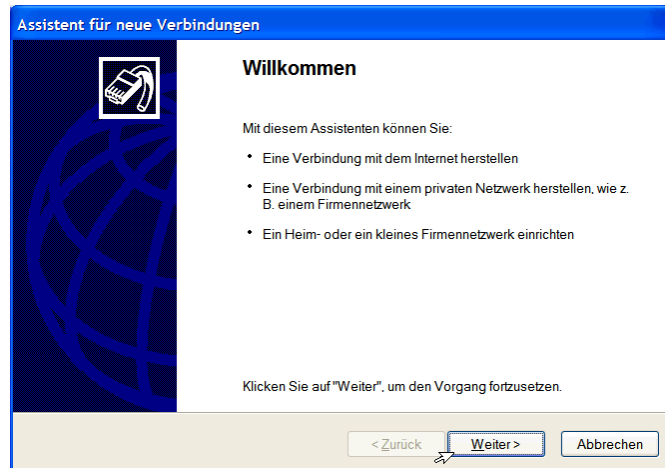 Assistent für neue Verbindungen
Willkommen
Mit diesem Assistenten können Sie:
• Eine Verbindung mit dem Internet herstellen
• Eine Verbindung mit einem privaten Netzwerk herstellen, wie z.
B. einem Firmennetzwerk
• Ein Heim- oder ein kleines Firmennetzwerk einrichten
Klicken Sie auf "Weiter", um den Vorgang fortzusetzen.
< Zurück Weiter > Abbrechen